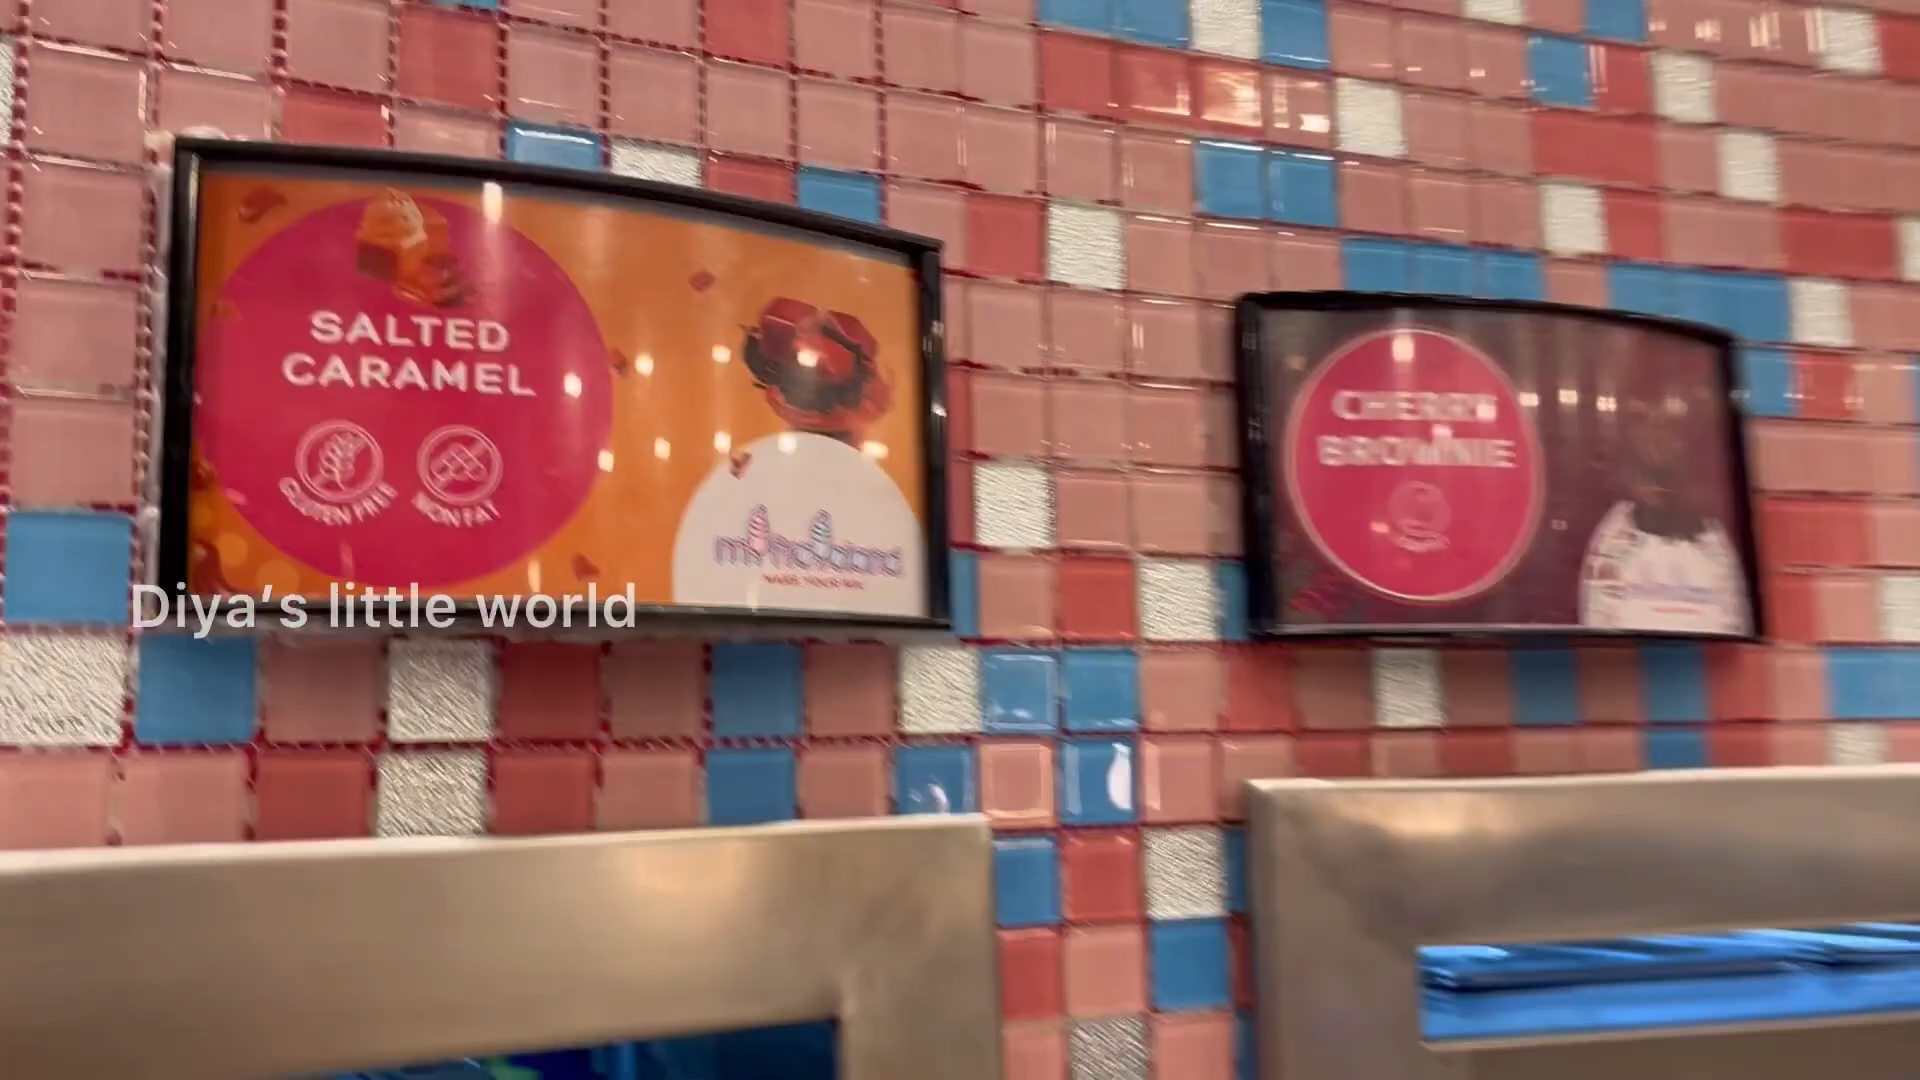 SALTED
CARAMEL
GLUTEN FREE
NON FAT
CHERRY
BROWNIE
Diya's little world